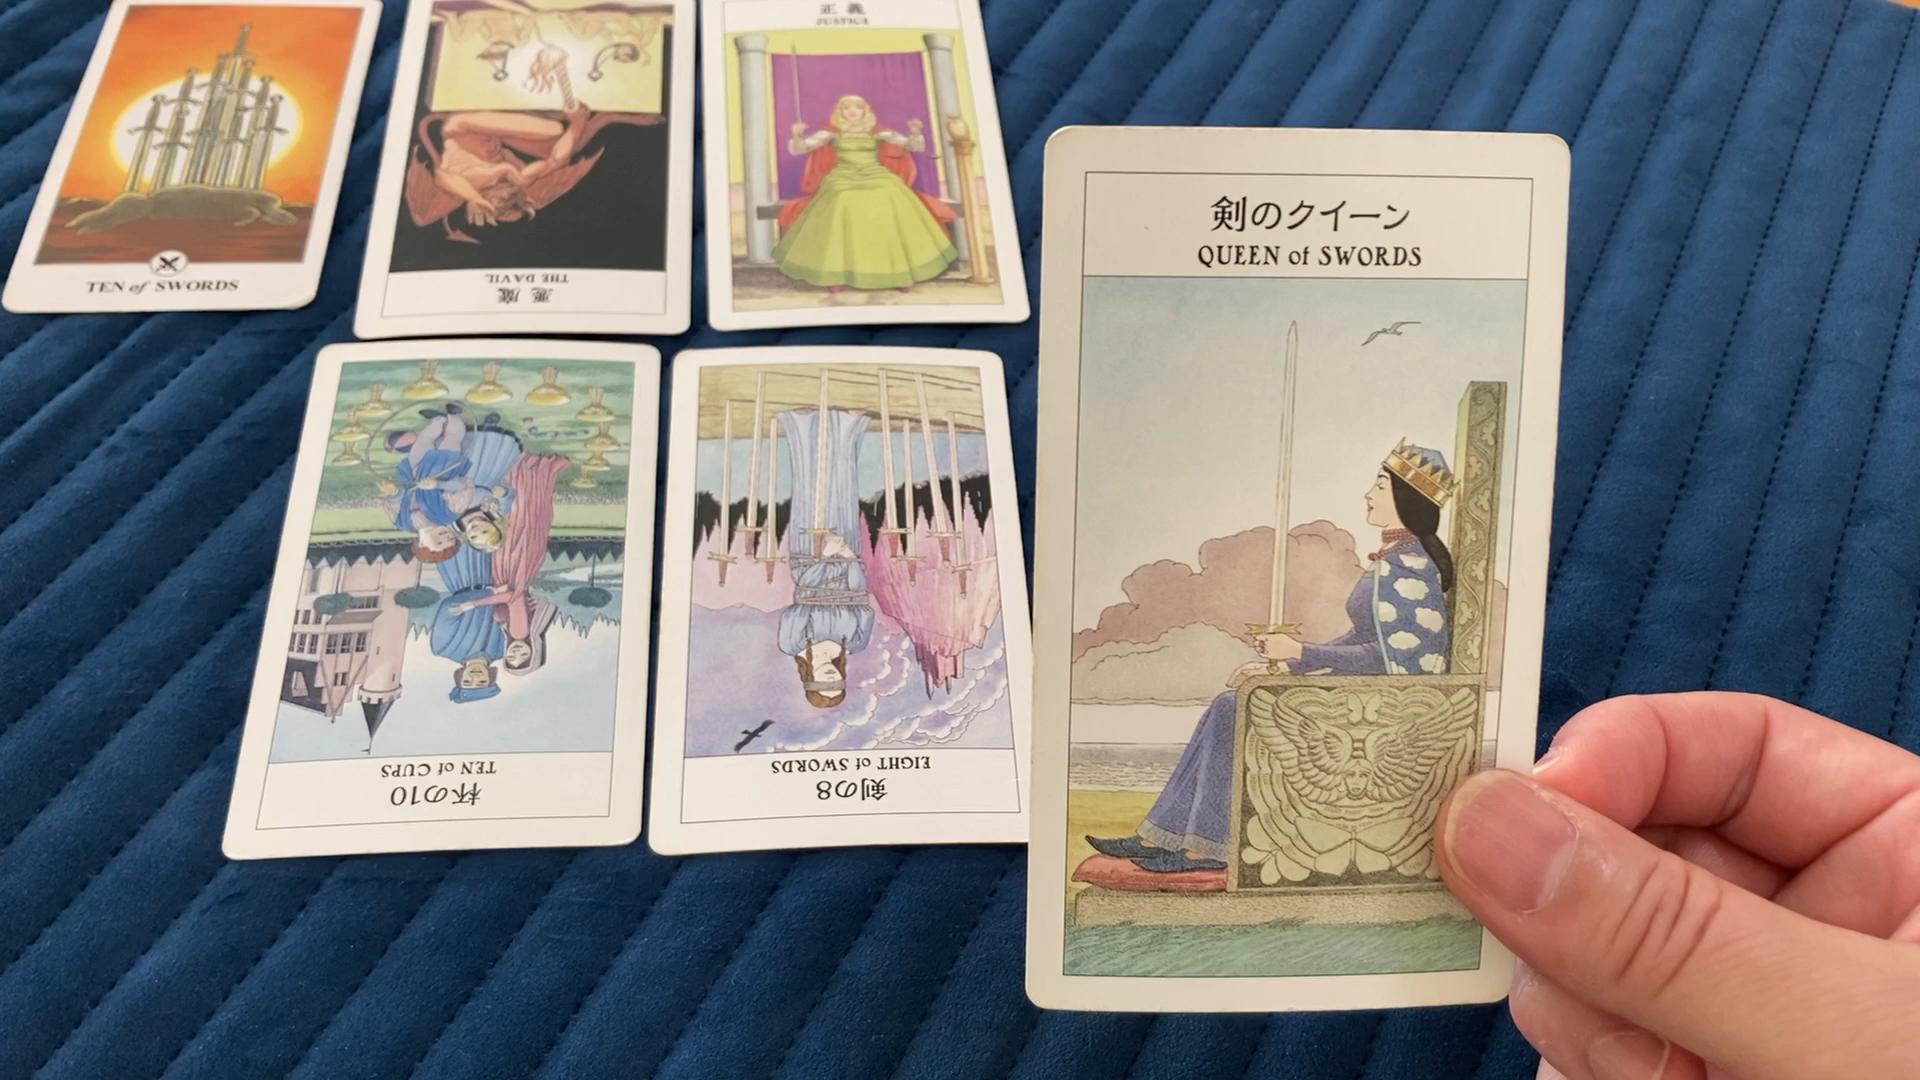 TEN of SWORDS
悪魔
THE DAVIL
正義
JUSTICE
剣のクイーン
QUEEN of SWORDS
杯の10
TEN of CUPS
剣の8
EIGHT of SWORDS